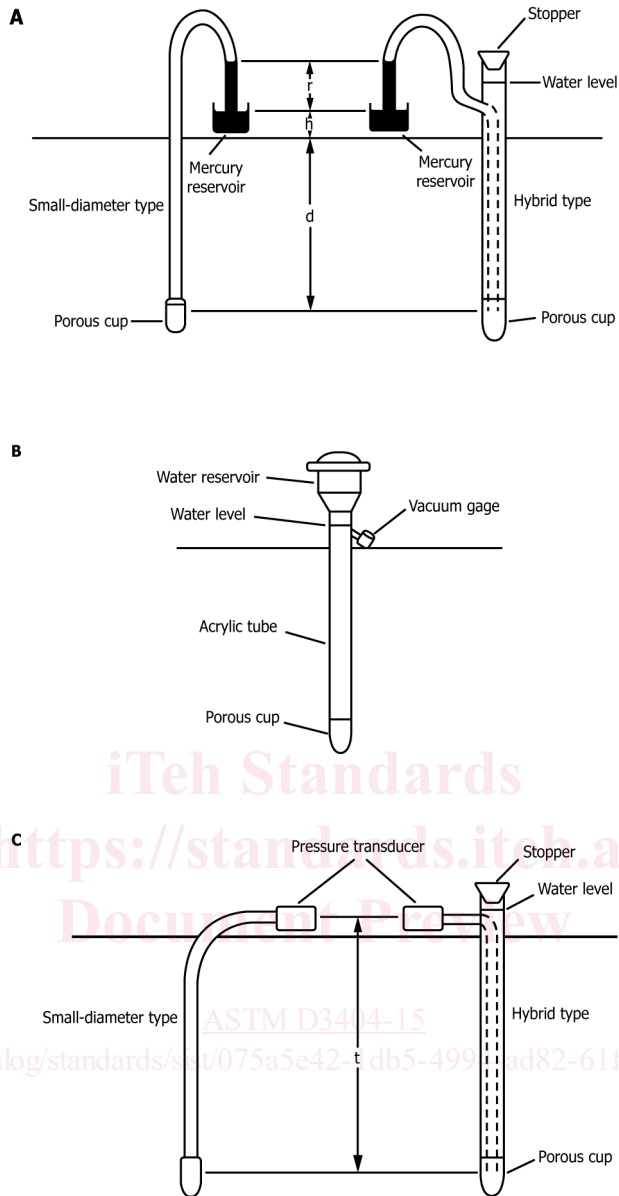 A
Stopper
Water level
r
h
Mercury
reservoir
Mercury
reservoir
Small-diameter type
d
Hybrid type
Porous cup
Porous cup
B
Water reservoir
Water level
Vacuum gage
Acrylic tube
Porous cup
iTeh Standards
https://standards.iteh.a
Document Preview
C
Pressure transducer
Stopper
Water level
Small-diameter type
ASTM D3404-15
Hybrid type
t
Porous cup